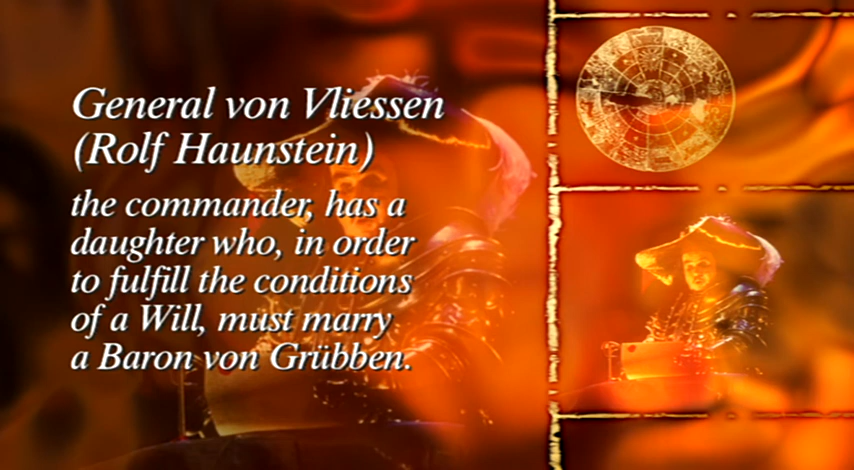 General von Vliessen
(Rolf Haunstein)
the commander, has a
daughter who, in order
to fulfill the conditions
of a Will, must marry
a Baron von Grübben.